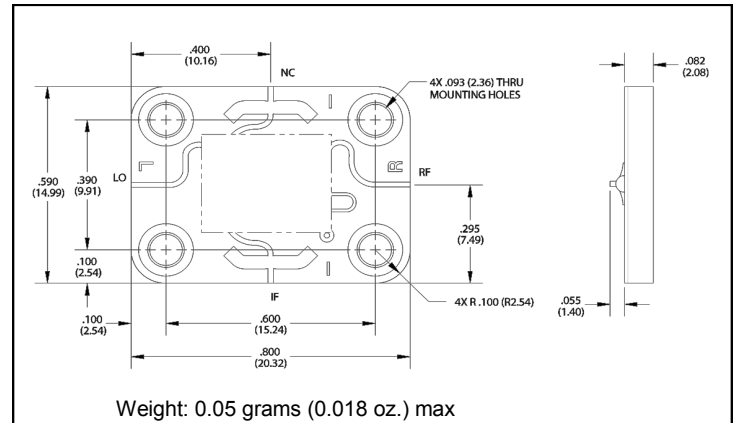 .400
(10.16)
NC
4X .093 (2.36) THRU
MOUNTING HOLES
.082
(2.08)
I
.590
(14.99)
.390
(9.91)
LO
L
R
RF
.295
(7.49)
.100
(2.54)
I
IF
4X R .100 (R2.54)
.055
(1.40)
.100
(2.54)
.600
(15.24)
.800
(20.32)
Weight: 0.05 grams (0.018 oz.) max